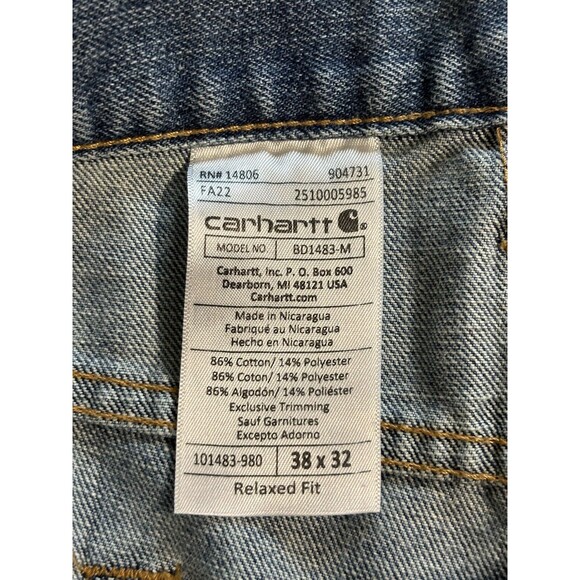 RN# 14806 904731
FA22 2510005985
carhartt ®
MODEL NO BD1483-M
Carhartt, Inc. P. O. Box 600
Dearborn, MI 48121 USA
Carhartt.com
Made in Nicaragua
Fabriqué au Nicaragua
Hecho en Nicaragua
86% Cotton/ 14% Polyester
86% Coton/ 14% Polyester
86% Algodón/ 14% Poliéster
Exclusive Trimming
Sauf Garnitures
Excepto Adorno
101483-980 38 x 32
Relaxed Fit